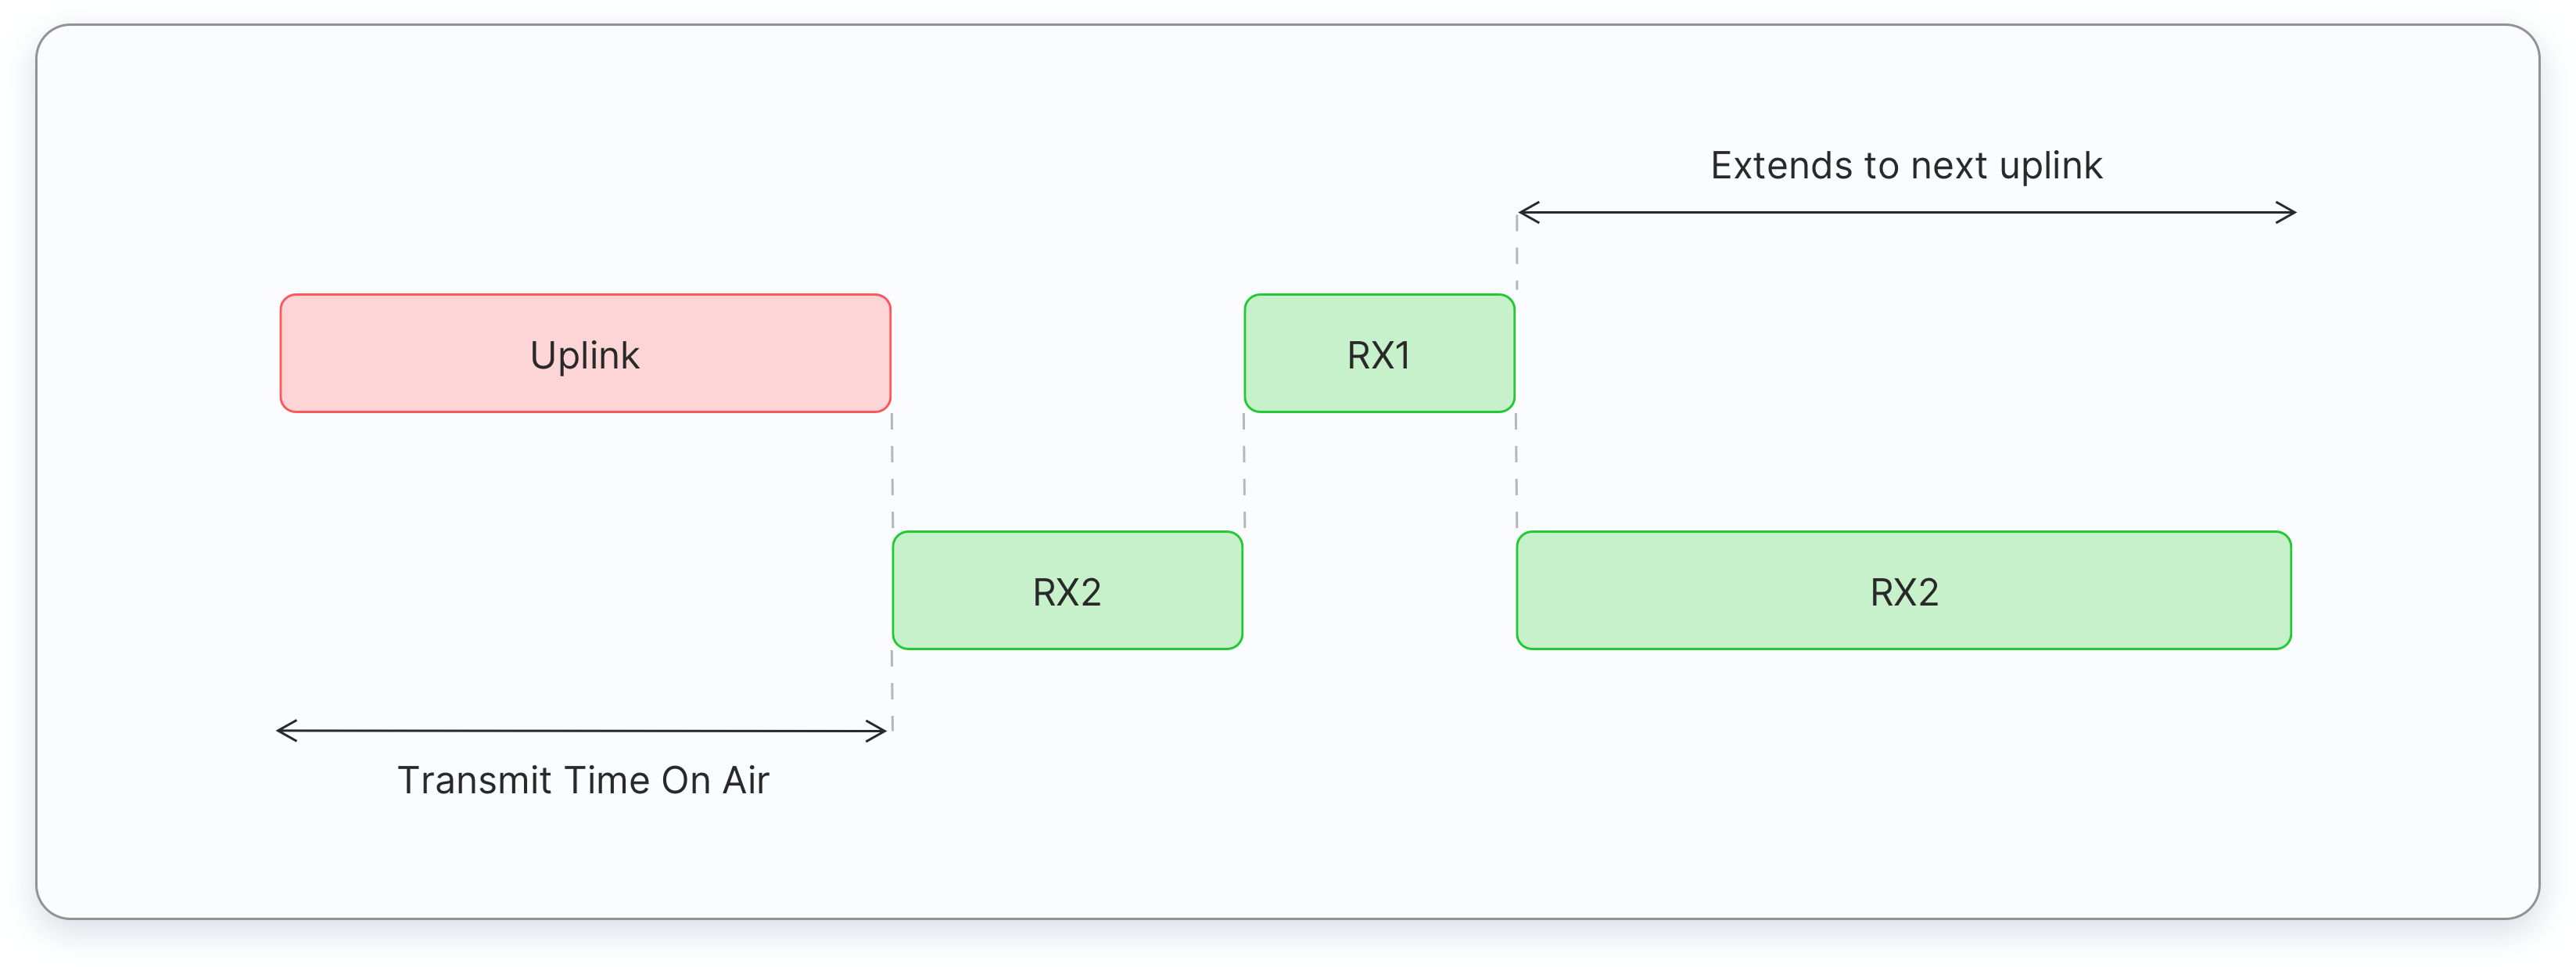 Extends to next uplink
Uplink
RX1
RX2
RX2
Transmit Time On Air